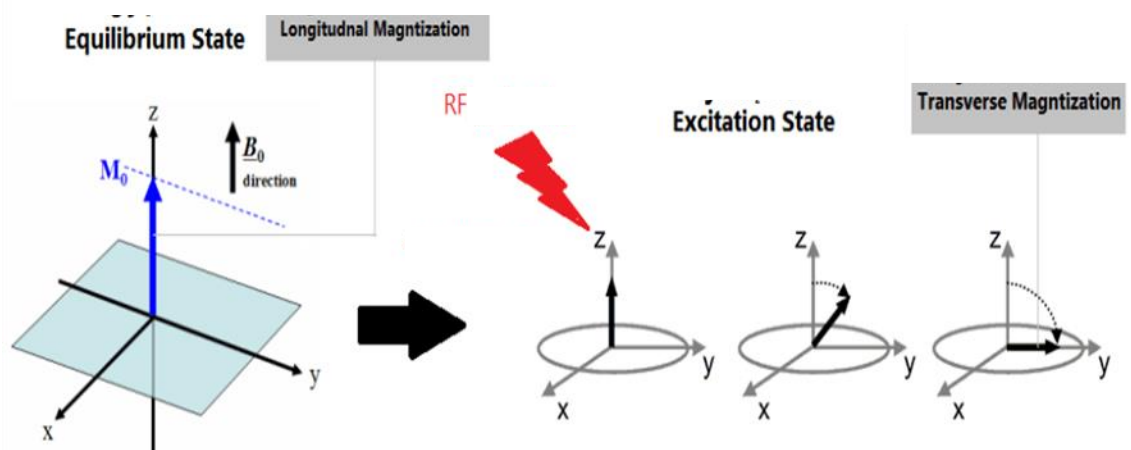 Equilibrium State
Longitudnal Magntization
z
M0
B0
direction
y
x
RF
Excitation State
Transverse Magntization
z
y
x
z
y
x
z
y
x